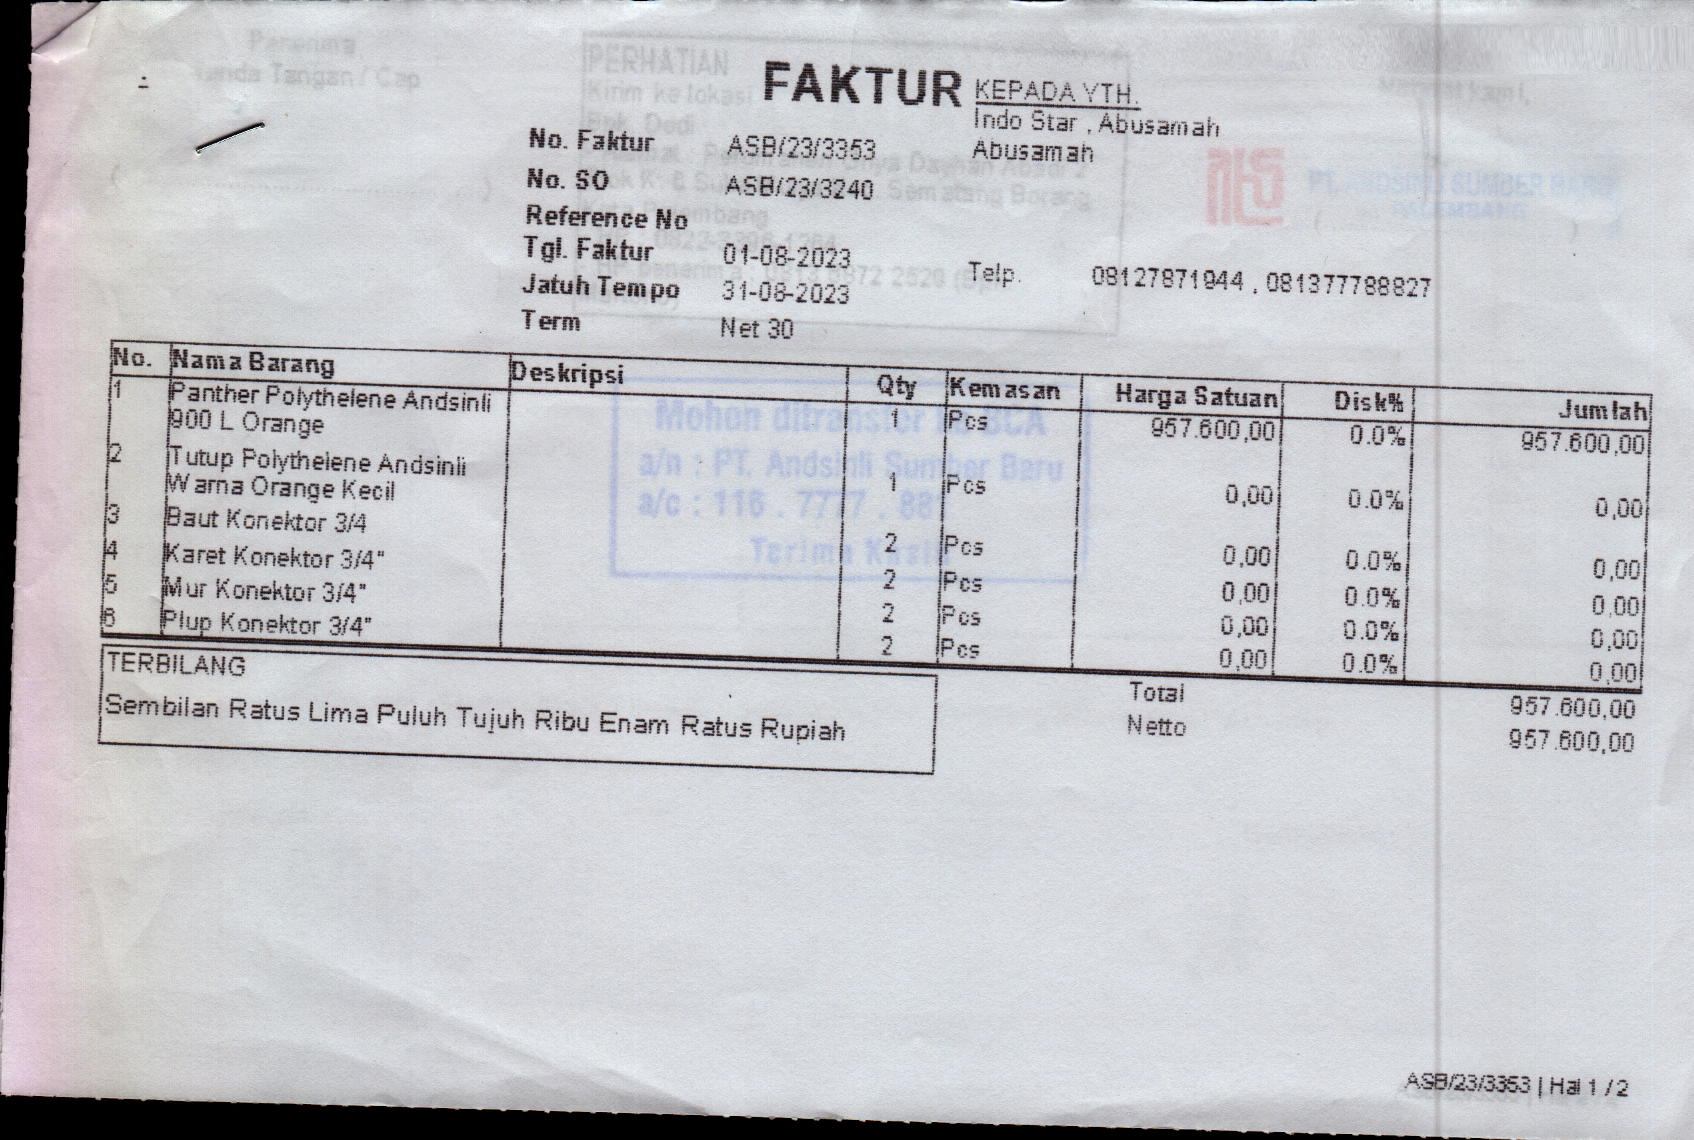 Penerima
Tanda Tangan / Cap
PERHATIAN
Kirim ke lokasi
FAKTUR
KEPADA YTH.
Indo Star , Abusamah
Abusamah
No. Faktur ASB/23/3353
No. SO ASB/23/3240
Reference No
Tgl. Faktur 01-08-2023
Jatuh Tempo 31-08-2023
Term Net 30
Telp. 08127871944 , 081377788827
PT. ANDSINLI SUMBER BARU
PALEMBANG
No. Nama Barang Deskripsi Qty Kemasan Harga Satuan Disk% Jumlah
1 Panther Polythelene Andsinli 1 Pcs 957.600,00 0.0% 957.600,00
900 L Orange
2 Tutup Polythelene Andsinli 1 Pcs 0,00 0.0% 0,00
Warna Orange Kecil
3 Baut Konektor 3/4 2 Pcs 0,00 0.0% 0,00
4 Karet Konektor 3/4" 2 Pcs 0,00 0.0% 0,00
5 Mur Konektor 3/4" 2 Pcs 0,00 0.0% 0,00
6 Plup Konektor 3/4" 2 Pcs 0,00 0.0% 0,00
Mohon ditransfer ke BCA
a/n : PT. Andsinli Sumber Baru
a/c : 116 . 7777 . 881
Terima Kasih
TERBILANG
Sembilan Ratus Lima Puluh Tujuh Ribu Enam Ratus Rupiah
Total 957.600,00
Netto 957.600,00
ASB/23/3353 | Hal 1 / 2